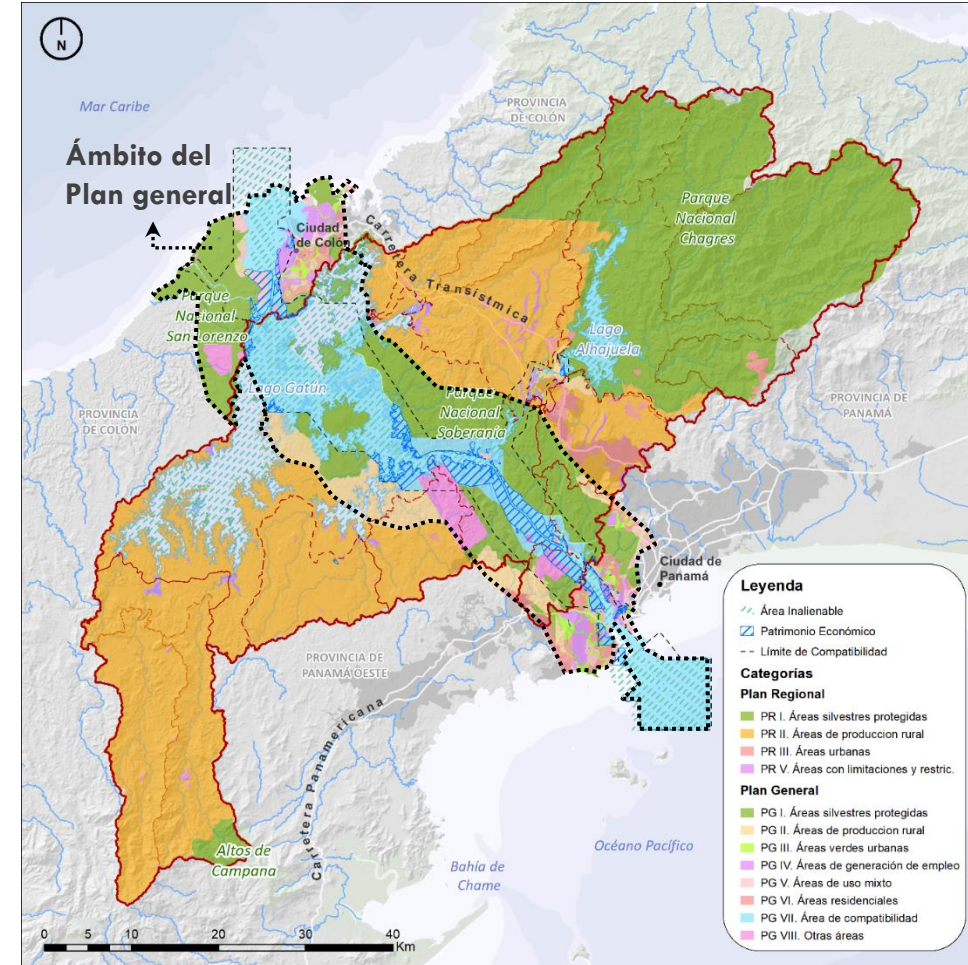 N
Mar Caribe
PROVINCIA
DE COLÓN
Ámbito del
Plan general
Ciudad
de Colón
Carretera Transístmica
Parque
Nacional
Chagres
Parque
Nacional
San Lorenzo
Lago
Alhajuela
Lago Gatún
PROVINCIA
DE COLÓN
Parque
Nacional
Soberanía
PROVINCIA DE
PANAMÁ
Ciudad de
Panamá
PROVINCIA DE
PANAMÁ OESTE
Carretera Panamericana
Altos de
Campana
Bahía de
Chame
Océano Pacífico
Leyenda
Área Inalienable
Patrimonio Económico
Límite de Compatibilidad
Categorías
Plan Regional
PR I. Áreas silvestres protegidas
PR II. Áreas de produccion rural
PR III. Áreas urbanas
PR V. Áreas con limitaciones y restric.
Plan General
PG I. Áreas silvestres protegidas
PG II. Áreas de produccion rural
PG III. Áreas verdes urbanas
PG IV. Áreas de generación de empleo
PG V. Áreas de uso mixto
PG VI. Áreas residenciales
PG VII. Área de compatibilidad
PG VIII. Otras áreas
0 5 10 20 30 40
Km